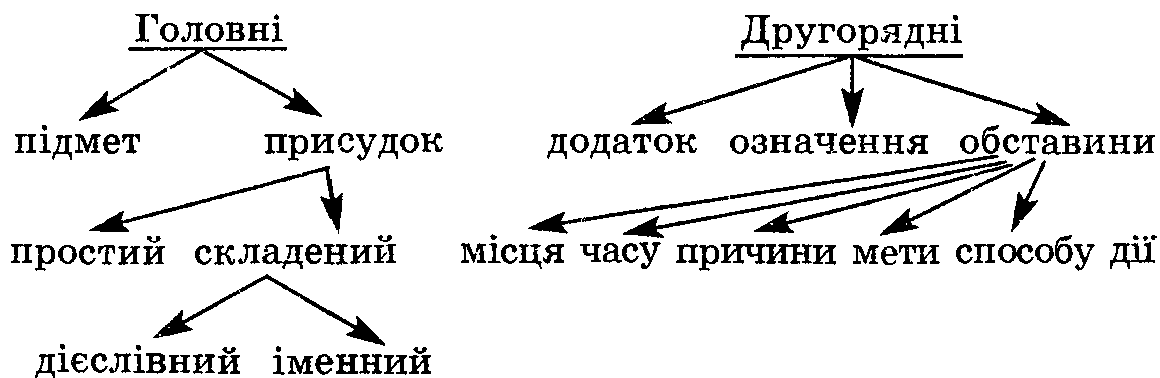 Головні Другорядні
підмет присудок додаток означення обставини
простий складений місця часу причини мети способу дії
дієслівний іменний